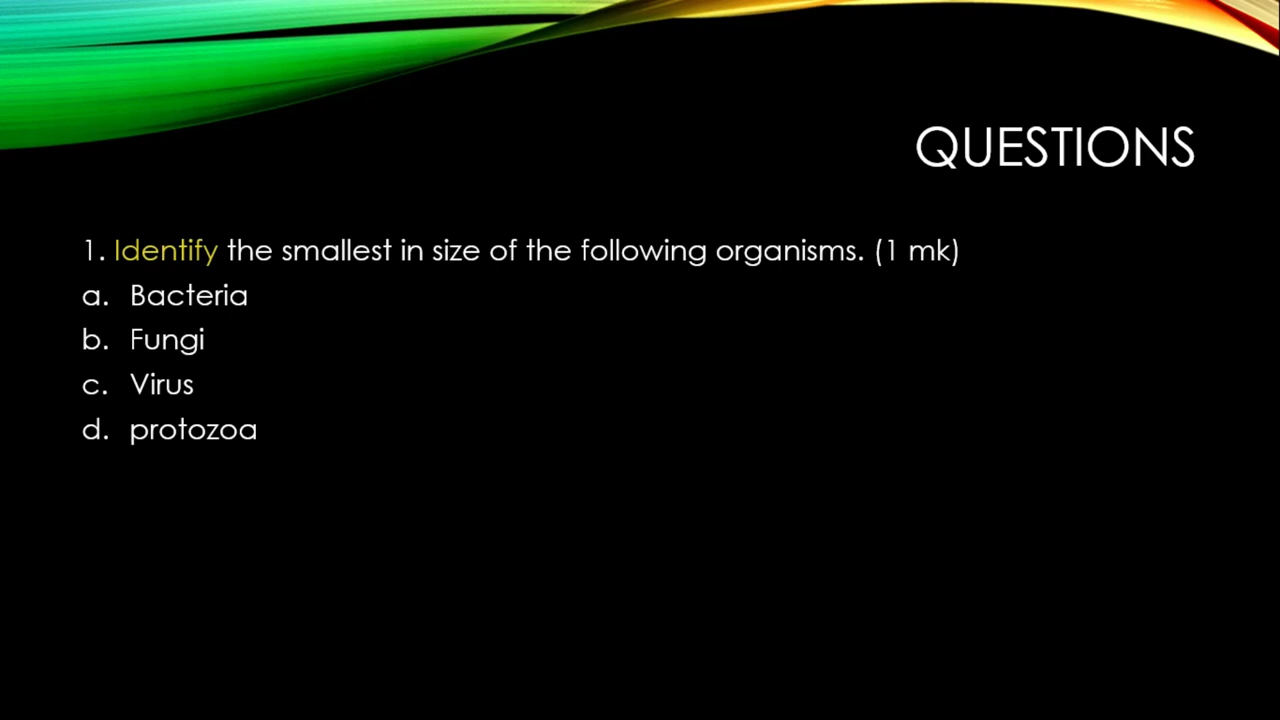 QUESTIONS
1. Identify the smallest in size of the following organisms. (1 mk)
a. Bacteria
b. Fungi
c. Virus
d. protozoa